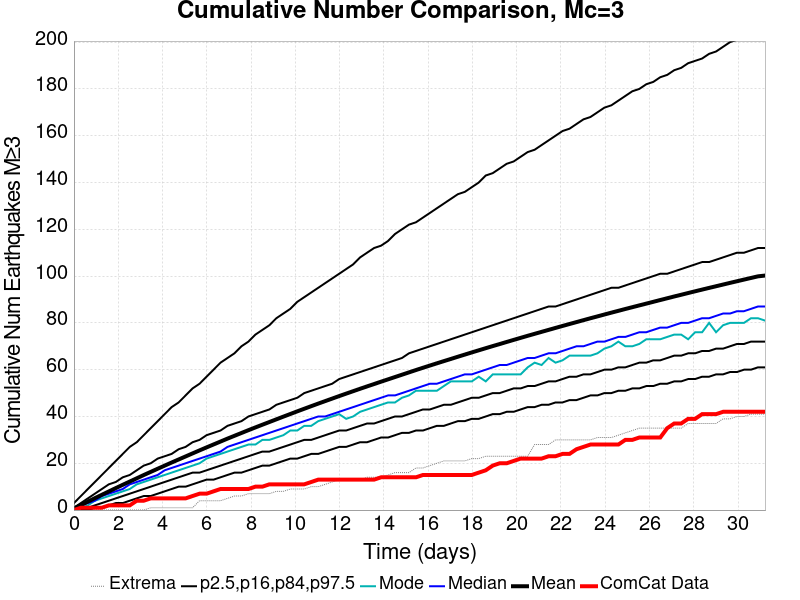 Cumulative Number Comparison, Mc=3
Cumulative Num Earthquakes M≥3
200
180
160
140
120
100
80
60
40
20
0
0 2 4 6 8 10 12 14 16 18 20 22 24 26 28 30
Time (days)
Extrema p2.5,p16,p84,p97.5 Mode Median Mean ComCat Data